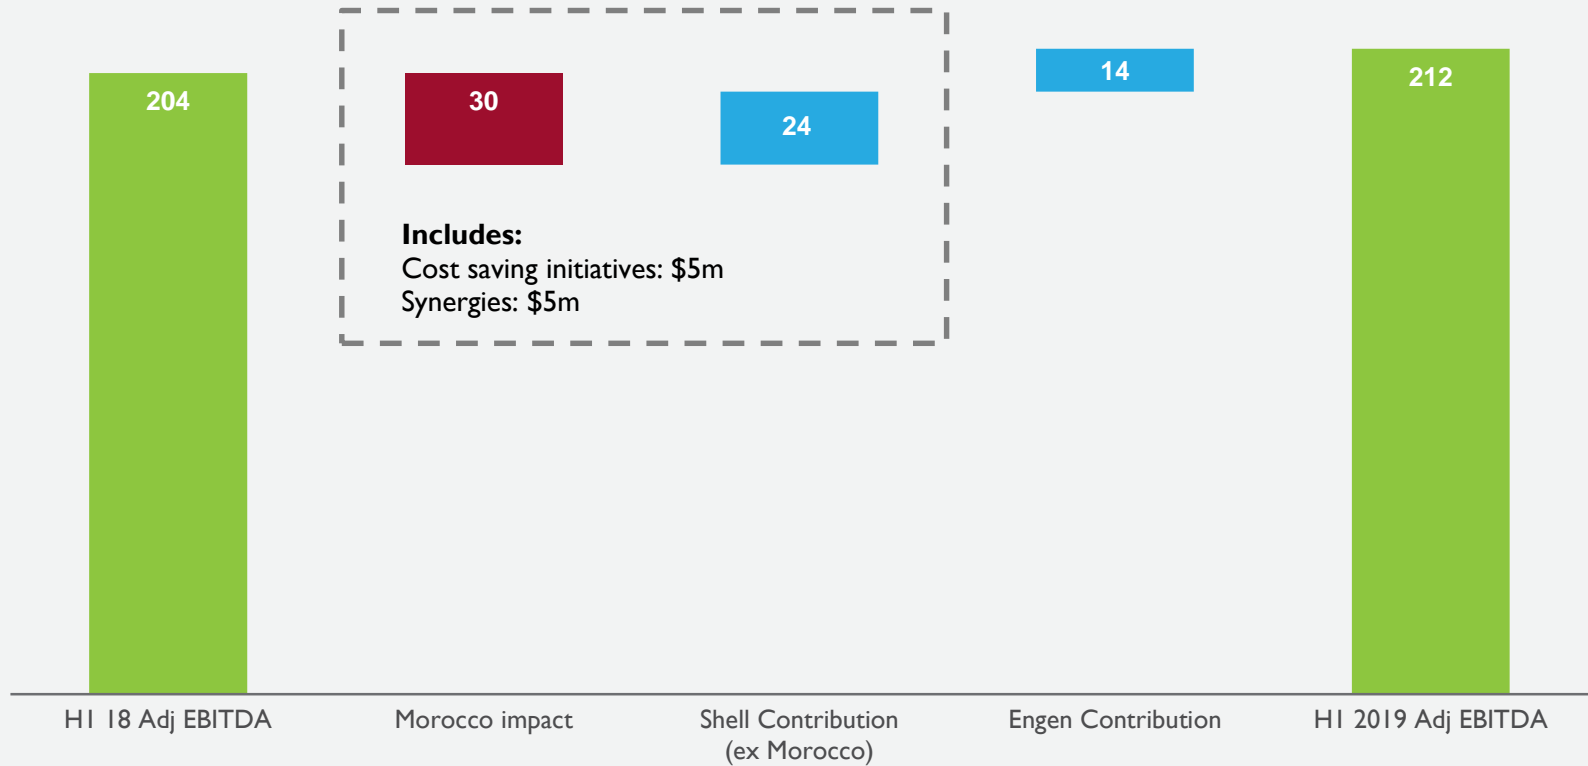 204
30
24
14
212
Includes:
Cost saving initiatives: $5m
Synergies: $5m
H1 18 Adj EBITDA
Morocco impact
Shell Contribution
(ex Morocco)
Engen Contribution
H1 2019 Adj EBITDA